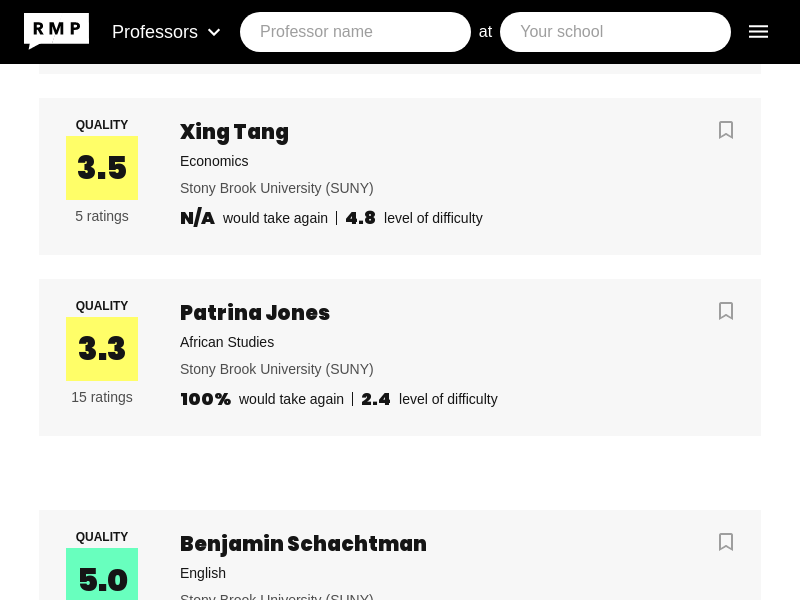 RMP Professors Professor name at Your school
QUALITY
3.5
5 ratings
Xing Tang
Economics
Stony Brook University (SUNY)
N/A would take again | 4.8 level of difficulty
QUALITY
3.3
15 ratings
Patrina Jones
African Studies
Stony Brook University (SUNY)
100% would take again | 2.4 level of difficulty
QUALITY
5.0
Benjamin Schachtman
English
Stony Brook University (SUNY)